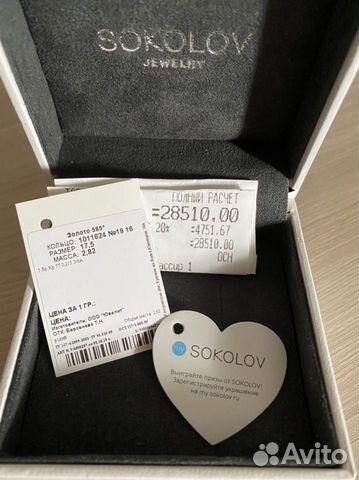 SOKOLOV
JEWELRY
ПОЛНЫЙ РАСЧЕТ
=28510.00
20% =4751.67
=28510.00
ОСН
Золото 585°
КОЛЬЦО: 1011624 №19 16
РАЗМЕР: 17,5
МАССА: 2,82
ЦЕНА ЗА 1 ГР.:
ЦЕНА:
Изготовитель: ООО "Ювелит"
my SOKOLOV
Выиграйте призы от SOKOLOV!
Зарегистрируйте украшение
на my.sokolov.ru
Avito